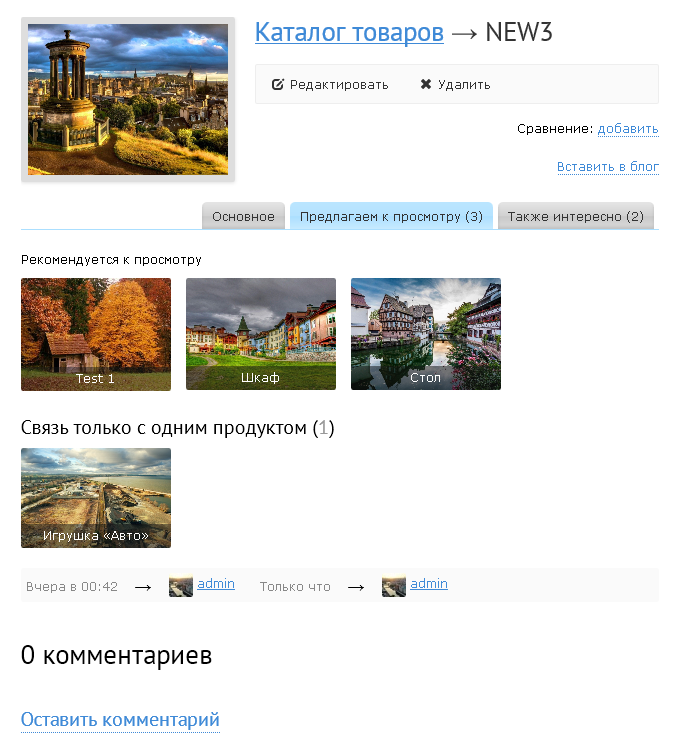 Каталог товаров → NEW3
Редактировать Удалить
Сравнение: добавить
Вставить в блог
Основное Предлагаем к просмотру (3) Также интересно (2)
Рекомендуется к просмотру
Test 1 Шкаф Стол
Связь только с одним продуктом (1)
Игрушка «Авто»
Вчера в 00:42 → admin Только что → admin
0 комментариев
Оставить комментарий